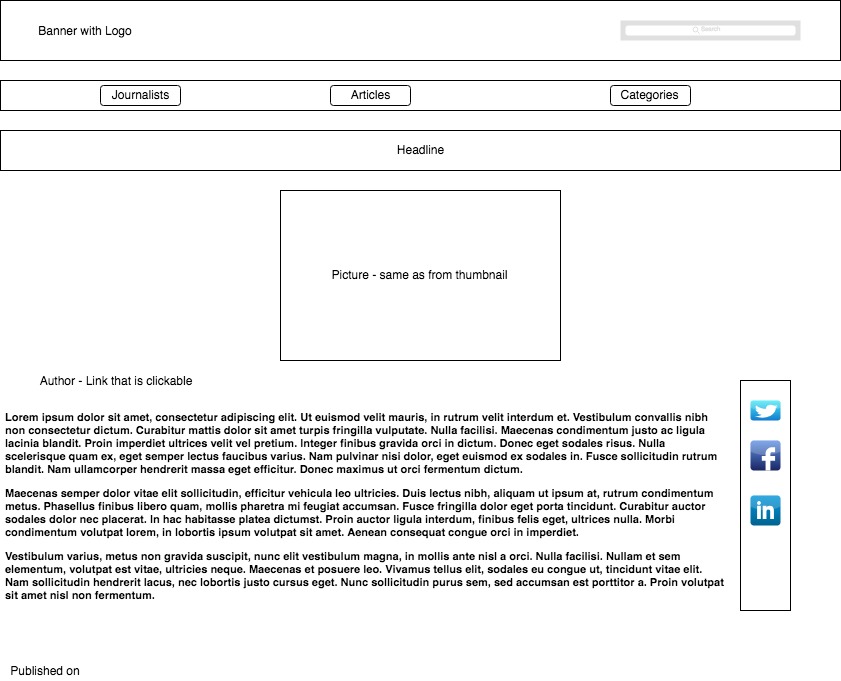 Banner with Logo
Search
Journalists
Articles
Categories
Headline
Picture - same as from thumbnail
Author - Link that is clickable
Lorem ipsum dolor sit amet, consectetur adipiscing elit. Ut euismod velit mauris, in rutrum velit interdum et. Vestibulum convallis nibh
non consectetur dictum. Curabitur mattis dolor sit amet turpis fringilla vulputate. Nulla facilisi. Maecenas condimentum justo ac ligula
lacinia blandit. Proin imperdiet ultrices velit vel pretium. Integer finibus gravida orci in dictum. Donec eget sodales risus. Nulla
scelerisque quam ex, eget semper lectus faucibus varius. Nam pulvinar nisi dolor, eget euismod ex sodales in. Fusce sollicitudin rutrum
blandit. Nam ullamcorper hendrerit massa eget efficitur. Donec maximus ut orci fermentum dictum.
Maecenas semper dolor vitae elit sollicitudin, efficitur vehicula leo ultricies. Duis lectus nibh, aliquam ut ipsum at, rutrum condimentum
metus. Phasellus finibus libero quam, mollis pharetra mi feugiat accumsan. Fusce fringilla dolor eget porta tincidunt. Curabitur auctor
sodales dolor nec placerat. In hac habitasse platea dictumst. Proin auctor ligula interdum, finibus felis eget, ultrices nulla. Morbi
condimentum volutpat lorem, in lobortis ipsum volutpat sit amet. Aenean consequat congue orci in imperdiet.
Vestibulum varius, metus non gravida suscipit, nunc elit vestibulum magna, in mollis ante nisl a orci. Nulla facilisi. Nullam et sem
elementum, volutpat est vitae, ultricies neque. Maecenas et posuere leo. Vivamus tellus elit, sodales eu congue ut, tincidunt vitae elit.
Nam sollicitudin hendrerit lacus, nec lobortis justo cursus eget. Nunc sollicitudin purus sem, sed accumsan est porttitor a. Proin volutpat
sit amet nisl non fermentum.
f
in
Published on